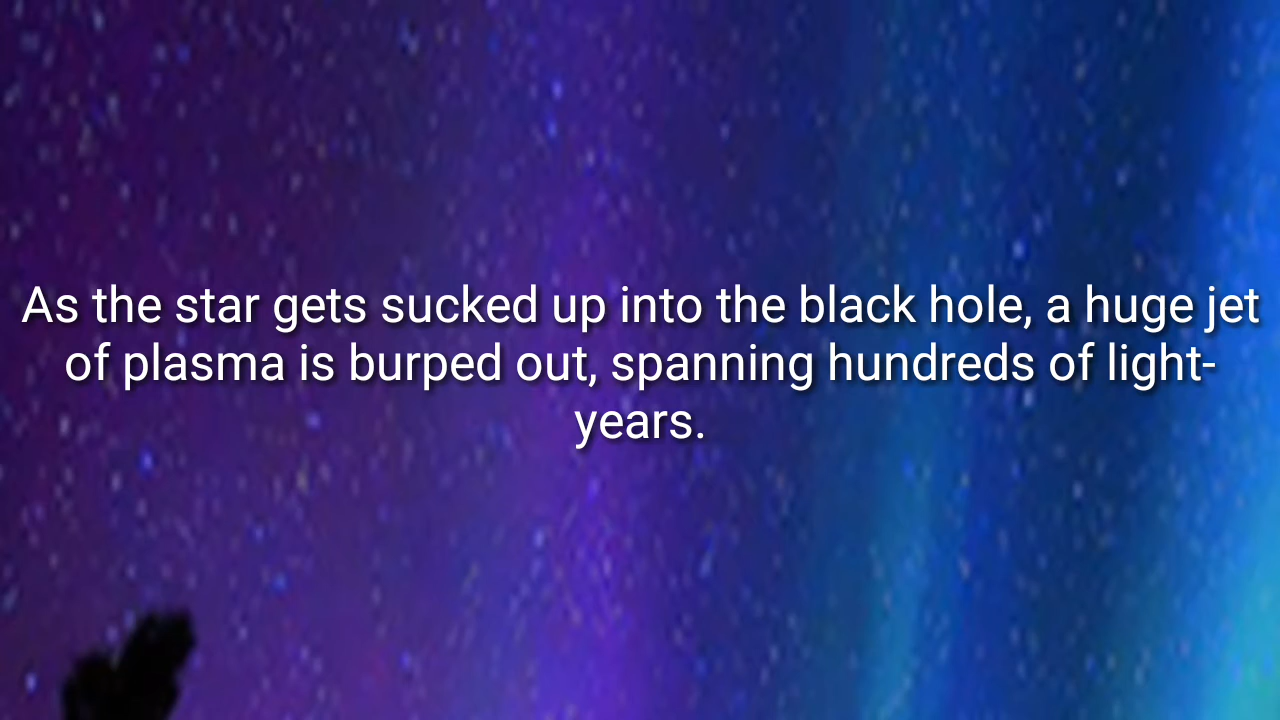 As the star gets sucked up into the black hole, a huge jet
of plasma is burped out, spanning hundreds of light-
years.